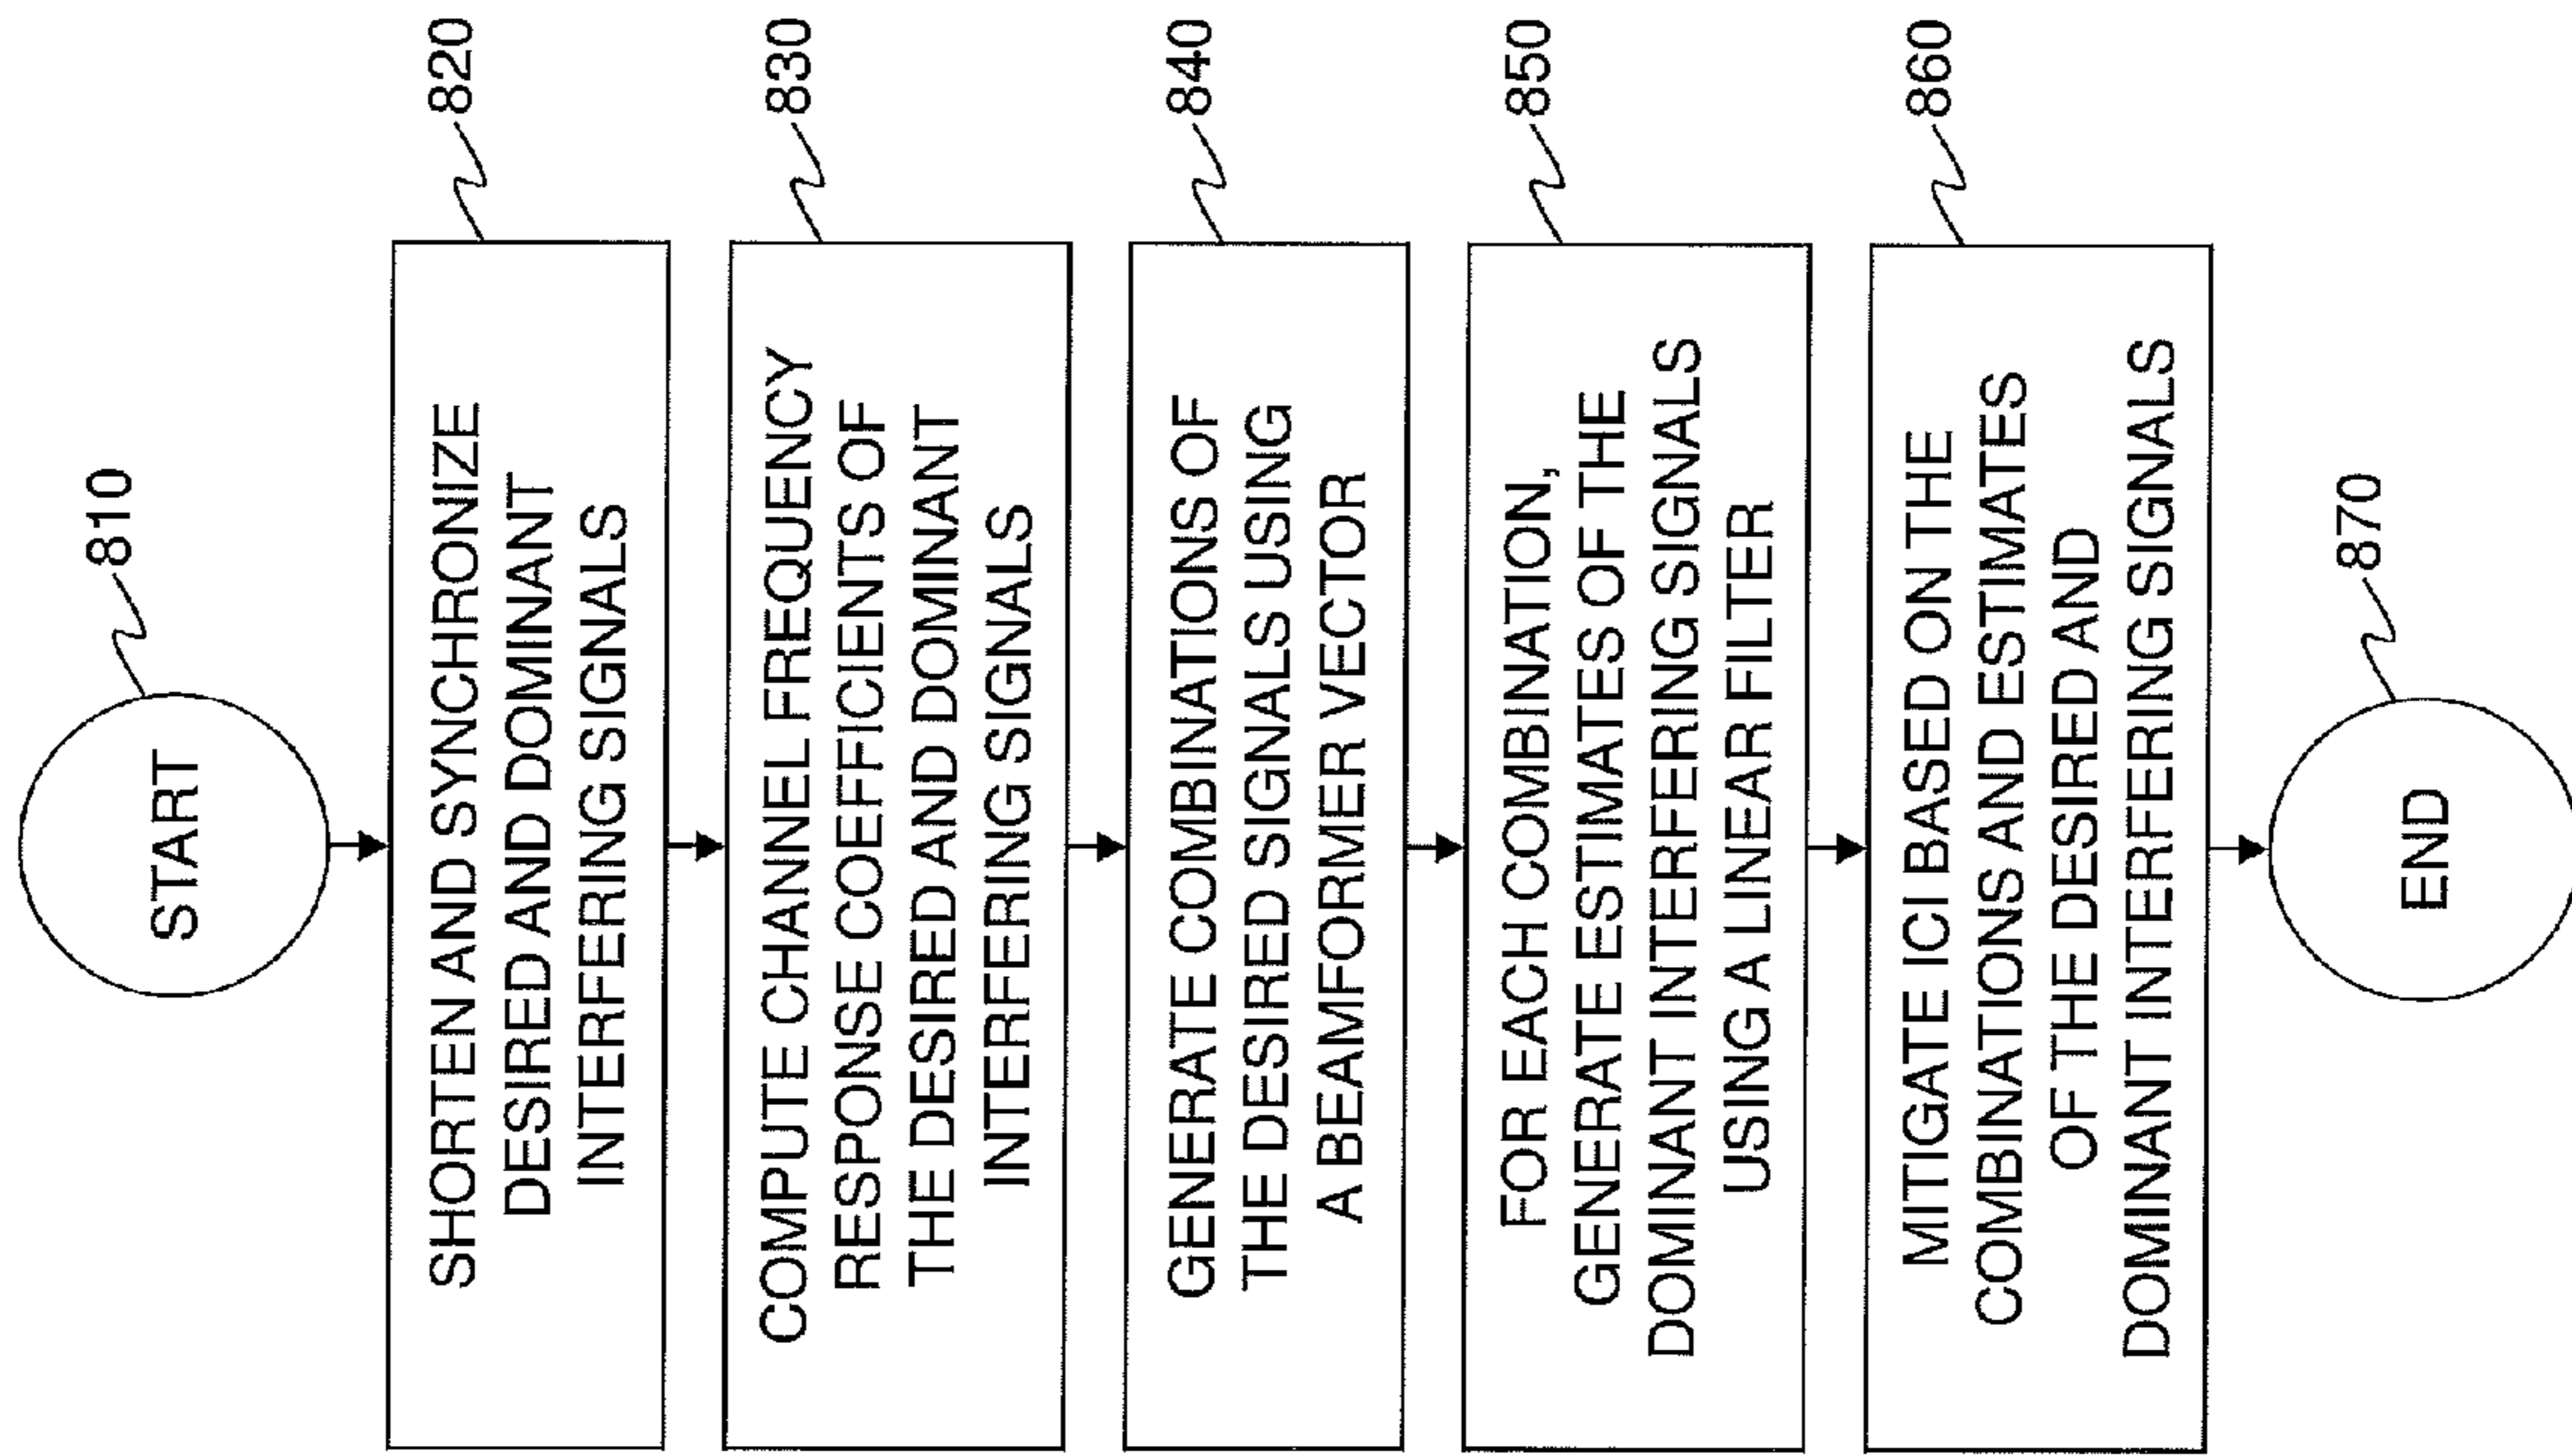 START
810
SHORTEN AND SYNCHRONIZE
DESIRED AND DOMINANT
INTERFERING SIGNALS
820
COMPUTE CHANNEL FREQUENCY
RESPONSE COEFFICIENTS OF
THE DESIRED AND DOMINANT
INTERFERING SIGNALS
830
GENERATE COMBINATIONS OF
THE DESIRED SIGNALS USING
A BEAMFORMER VECTOR
840
FOR EACH COMBINATION,
GENERATE ESTIMATES OF THE
DOMINANT INTERFERING SIGNALS
USING A LINEAR FILTER
850
MITIGATE ICI BASED ON THE
COMBINATIONS AND ESTIMATES
OF THE DESIRED AND
DOMINANT INTERFERING SIGNALS
860
END
870